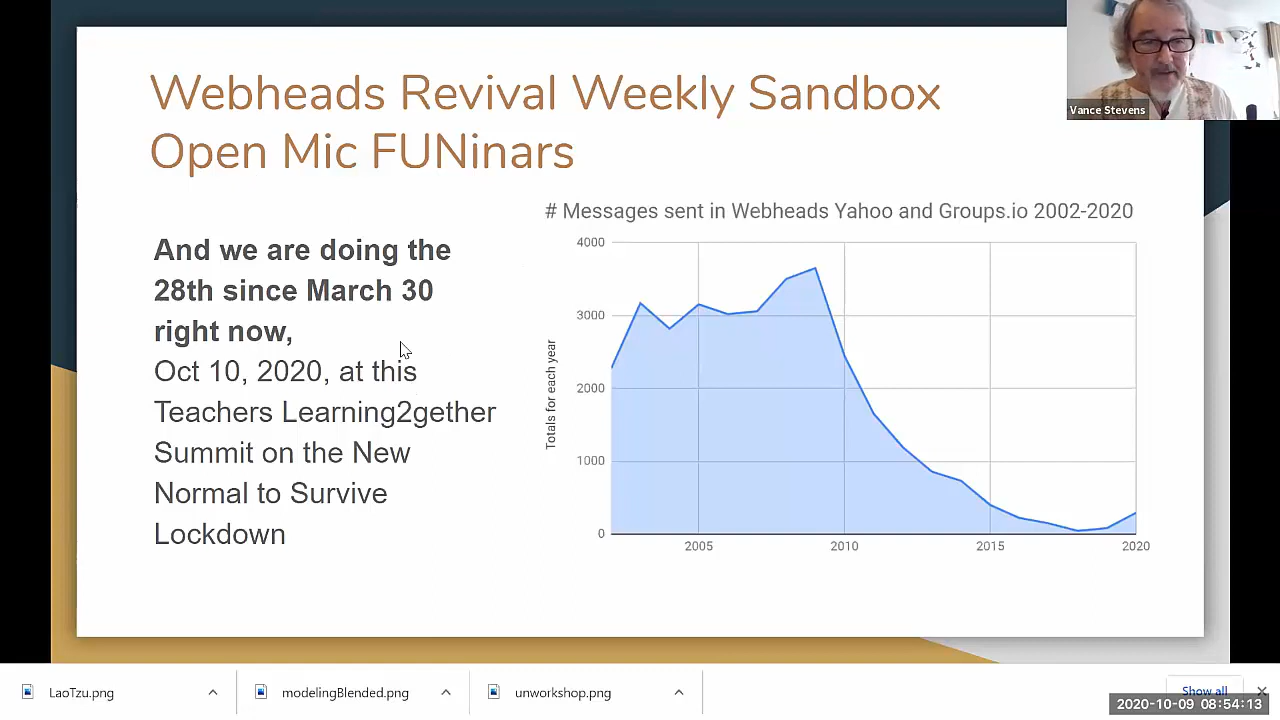 Webheads Revival Weekly Sandbox
Open Mic FUNinars
Vance Stevens
And we are doing the
28th since March 30
right now,
Oct 10, 2020, at this
Teachers Learning2gether
Summit on the New
Normal to Survive
Lockdown
# Messages sent in Webheads Yahoo and Groups.io 2002-2020
Totals for each year
4000
3000
2000
1000
0
2005
2010
2015
2020
LaoTzu.png
modelingBlended.png
unworkshop.png
Show all
2020-10-09 08:54:13